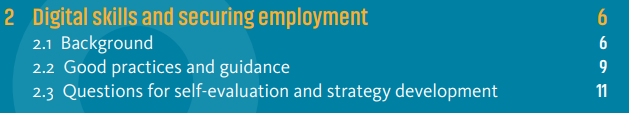 2 Digital skills and securing employment 6
2.1 Background 6
2.2 Good practices and guidance 9
2.3 Questions for self-evaluation and strategy development 11